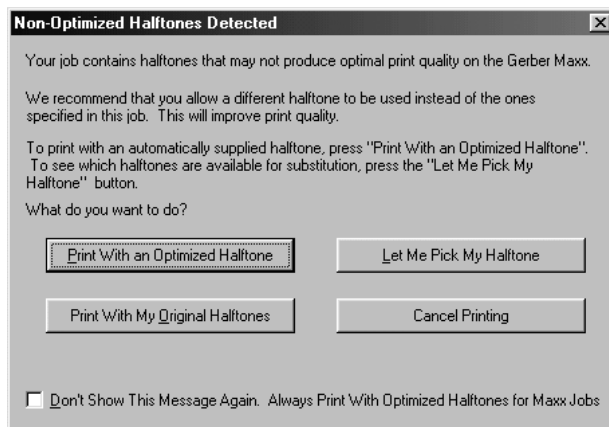 Non-Optimized Halftones Detected
Your job contains halftones that may not produce optimal print quality on the Gerber Maxx.
We recommend that you allow a different halftone to be used instead of the ones
specified in this job.  This will improve print quality.
To print with an automatically supplied halftone, press "Print With an Optimized Halftone".
To see which halftones are available for substitution, press the "Let Me Pick My
Halftone"  button.
What do you want to do?
Print With an Optimized Halftone
Let Me Pick My Halftone
Print With My Original Halftones
Cancel Printing
Don't Show This Message Again.  Always Print With Optimized Halftones for Maxx Jobs